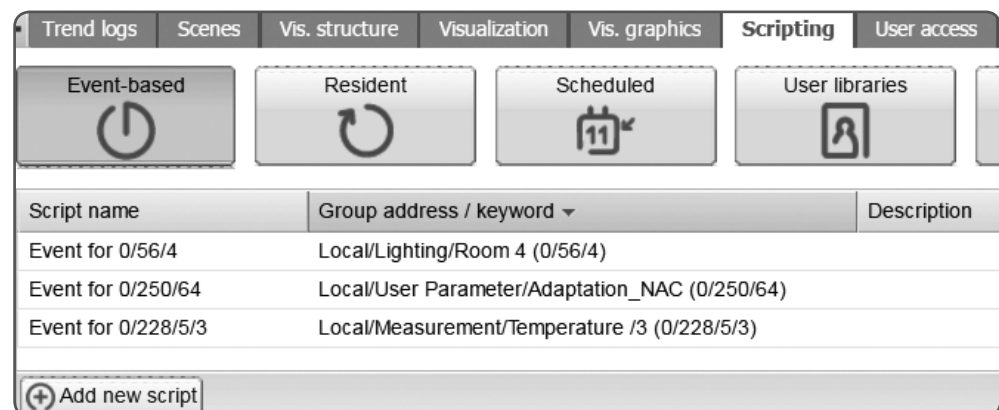 Trend logs Scenes Vis. structure Visualization Vis. graphics Scripting User access
Event-based Resident Scheduled User libraries
11
Script name Group address / keyword Description
Event for 0/56/4 Local/Lighting/Room 4 (0/56/4)
Event for 0/250/64 Local/User Parameter/Adaptation_NAC (0/250/64)
Event for 0/228/5/3 Local/Measurement/Temperature /3 (0/228/5/3)
Add new script